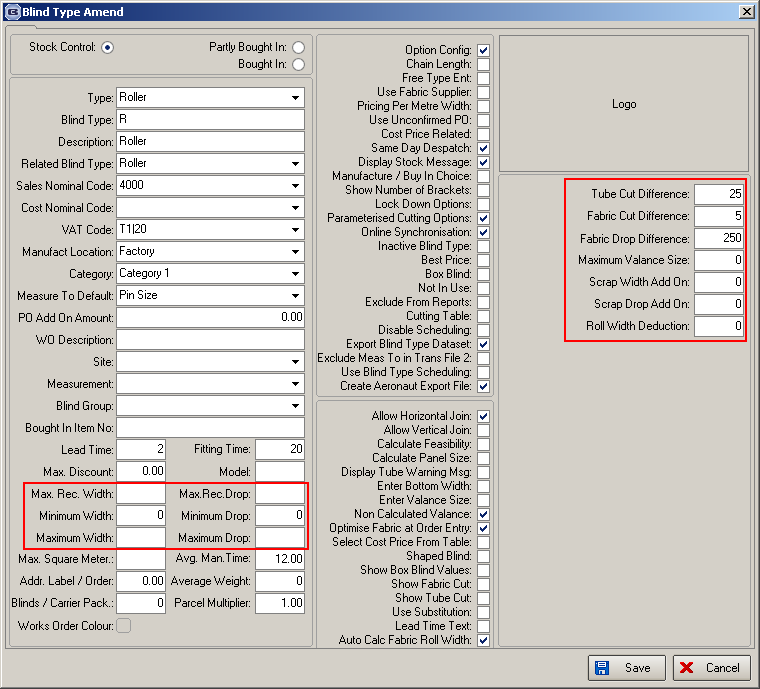 Blind Type Amend
Stock Control:
Partly Bought In:
Bought In:
Type: Roller
Blind Type: R
Description: Roller
Related Blind Type: Roller
Sales Nominal Code: 4000
Cost Nominal Code:
VAT Code: T1|20
Manufact Location: Factory
Category: Category 1
Measure To Default: Pin Size
PO Add On Amount: 0.00
WO Description:
Site:
Measurement:
Blind Group:
Bought In Item No:
Lead Time: 2 Fitting Time: 20
Max. Discount: 0.00 Model:
Max. Rec. Width: Max.Rec.Drop:
Minimum Width: 0 Minimum Drop: 0
Maximum Width: Maximum Drop:
Max. Square Meter.: Avg. Man.Time: 12.00
Addr. Label / Order: 0.00 Average Weight: 0
Blinds / Carrier Pack.: 0 Parcel Multiplier: 1.00
Works Order Colour:
Option Config:
Chain Length:
Free Type Ent:
Use Fabric Supplier:
Pricing Per Metre Width:
Use Unconfirmed PO:
Cost Price Related:
Same Day Despatch:
Display Stock Message:
Manufacture / Buy In Choice:
Show Number of Brackets:
Lock Down Options:
Parameterised Cutting Options:
Online Synchronisation:
Inactive Blind Type:
Best Price:
Box Blind:
Not In Use:
Exclude From Reports:
Cutting Table:
Disable Scheduling:
Export Blind Type Dataset:
Exclude Meas To in Trans File 2:
Use Blind Type Scheduling:
Create Aeronaut Export File:
Allow Horizontal Join:
Allow Vertical Join:
Calculate Feasibility:
Calculate Panel Size:
Display Tube Warning Msg:
Enter Bottom Width:
Enter Valance Size:
Non Calculated Valance:
Optimise Fabric at Order Entry:
Select Cost Price From Table:
Shaped Blind:
Show Box Blind Values:
Show Fabric Cut:
Show Tube Cut:
Use Substitution:
Lead Time Text:
Auto Calc Fabric Roll Width:
Logo
Tube Cut Difference: 25
Fabric Cut Difference: 5
Fabric Drop Difference: 250
Maximum Valance Size: 0
Scrap Width Add On: 0
Scrap Drop Add On: 0
Roll Width Deduction: 0
Save
Cancel